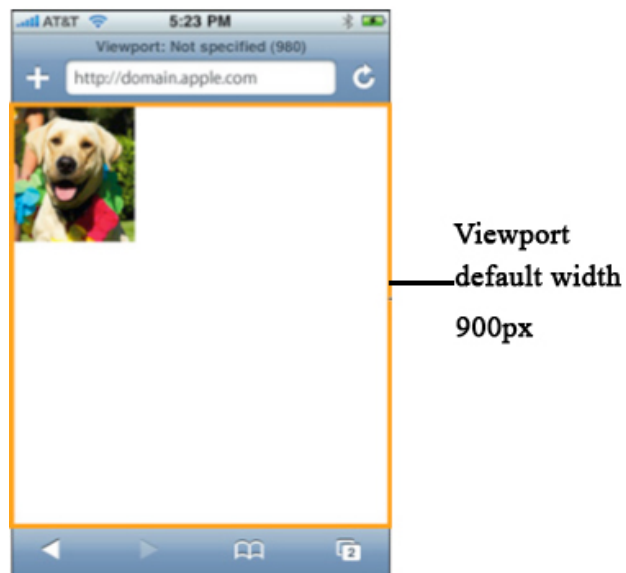 AT&T 5:23 PM
Viewport: Not specified (980)
http://domain.apple.com
Viewport
default width
900px
2